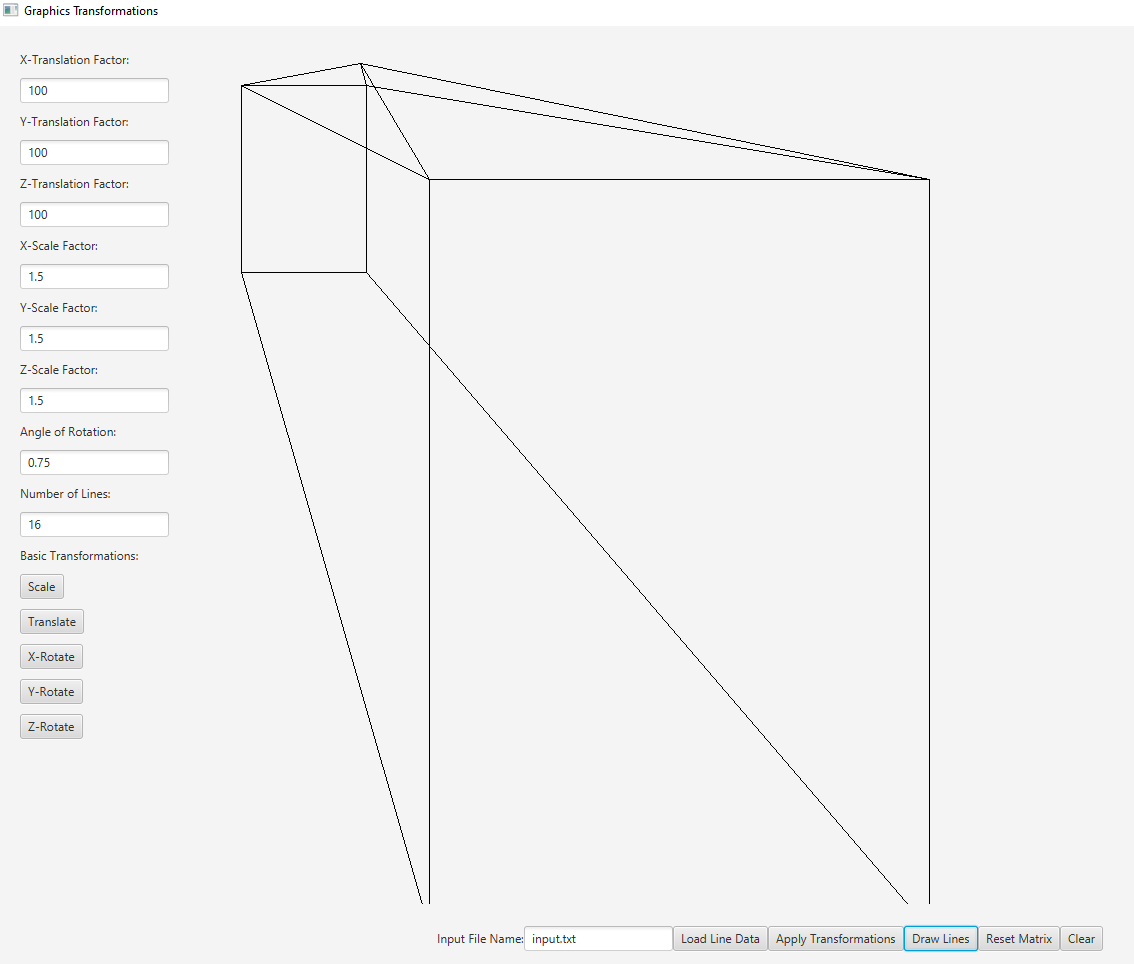 Graphics Transformations
X-Translation Factor:
100
Y-Translation Factor:
100
Z-Translation Factor:
100
X-Scale Factor:
1.5
Y-Scale Factor:
1.5
Z-Scale Factor:
1.5
Angle of Rotation:
0.75
Number of Lines:
16
Basic Transformations:
Scale
Translate
X-Rotate
Y-Rotate
Z-Rotate
Input File Name: input.txt Load Line Data Apply Transformations Draw Lines Reset Matrix Clear